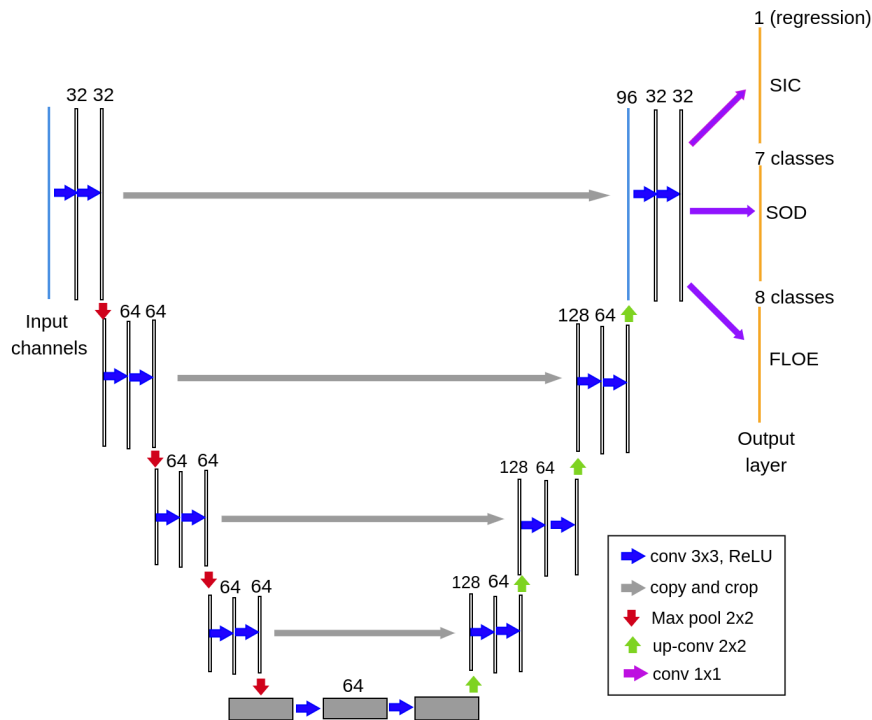 1 (regression)
32 32
96 32 32
SIC
7 classes
SOD
8 classes
64 64
128 64
Input
channels
FLOE
Output
layer
64 64
128 64
64 64
128 64
64
conv 3x3, ReLU
copy and crop
Max pool 2x2
up-conv 2x2
conv 1x1